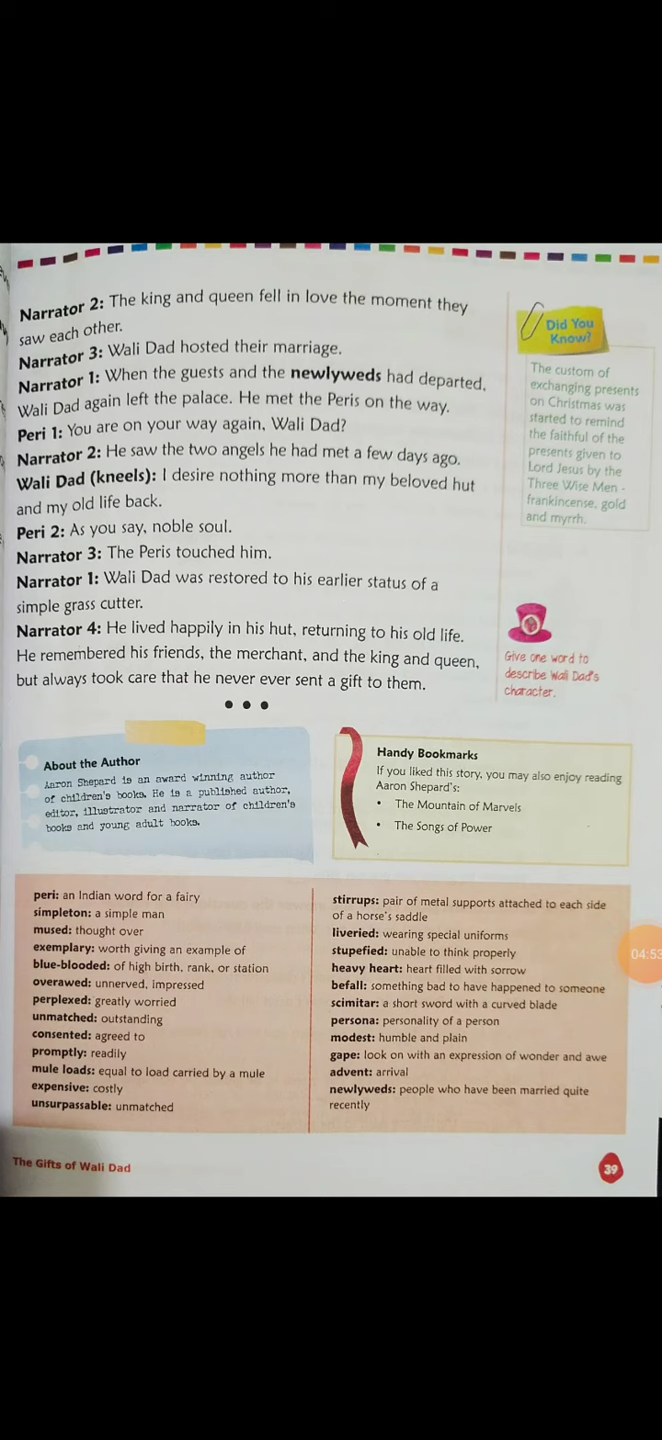 Narrator 2: The king and queen fell in love the moment they
saw each other.
Narrator 3: Wali Dad hosted their marriage.
Narrator 1: When the guests and the newlyweds had departed,
Wali Dad again left the palace. He met the Peris on the way.
Peri 1: You are on your way again, Wali Dad?
Narrator 2: He saw the two angels he had met a few days ago.
Wali Dad (kneels): I desire nothing more than my beloved hut
and my old life back.
Peri 2: As you say, noble soul.
Narrator 3: The Peris touched him.
Narrator 1: Wali Dad was restored to his earlier status of a
simple grass cutter.
Narrator 4: He lived happily in his hut, returning to his old life.
He remembered his friends, the merchant, and the king and queen,
but always took care that he never ever sent a gift to them.
Did You
Know?
The custom of
exchanging presents
on Christmas was
started to remind
the faithful of the
presents given to
Lord Jesus by the
Three Wise Men -
frankincense, gold
and myrrh.
Give one word to
describe Wali Dad's
character.
About the Author
Aaron Shepard is an award winning author
of children's books. He is a published author,
editor, illustrator and narrator of children's
books and young adult books.
Handy Bookmarks
If you liked this story, you may also enjoy reading
Aaron Shepard's:
• The Mountain of Marvels
• The Songs of Power
peri: an Indian word for a fairy
simpleton: a simple man
mused: thought over
exemplary: worth giving an example of
blue-blooded: of high birth, rank, or station
overawed: unnerved, impressed
perplexed: greatly worried
unmatched: outstanding
consented: agreed to
promptly: readily
mule loads: equal to load carried by a mule
expensive: costly
unsurpassable: unmatched
stirrups: pair of metal supports attached to each side
of a horse's saddle
liveried: wearing special uniforms
stupefied: unable to think properly
heavy heart: heart filled with sorrow
befall: something bad to have happened to someone
scimitar: a short sword with a curved blade
persona: personality of a person
modest: humble and plain
gape: look on with an expression of wonder and awe
advent: arrival
newlyweds: people who have been married quite
recently
04:53
The Gifts of Wali Dad
39